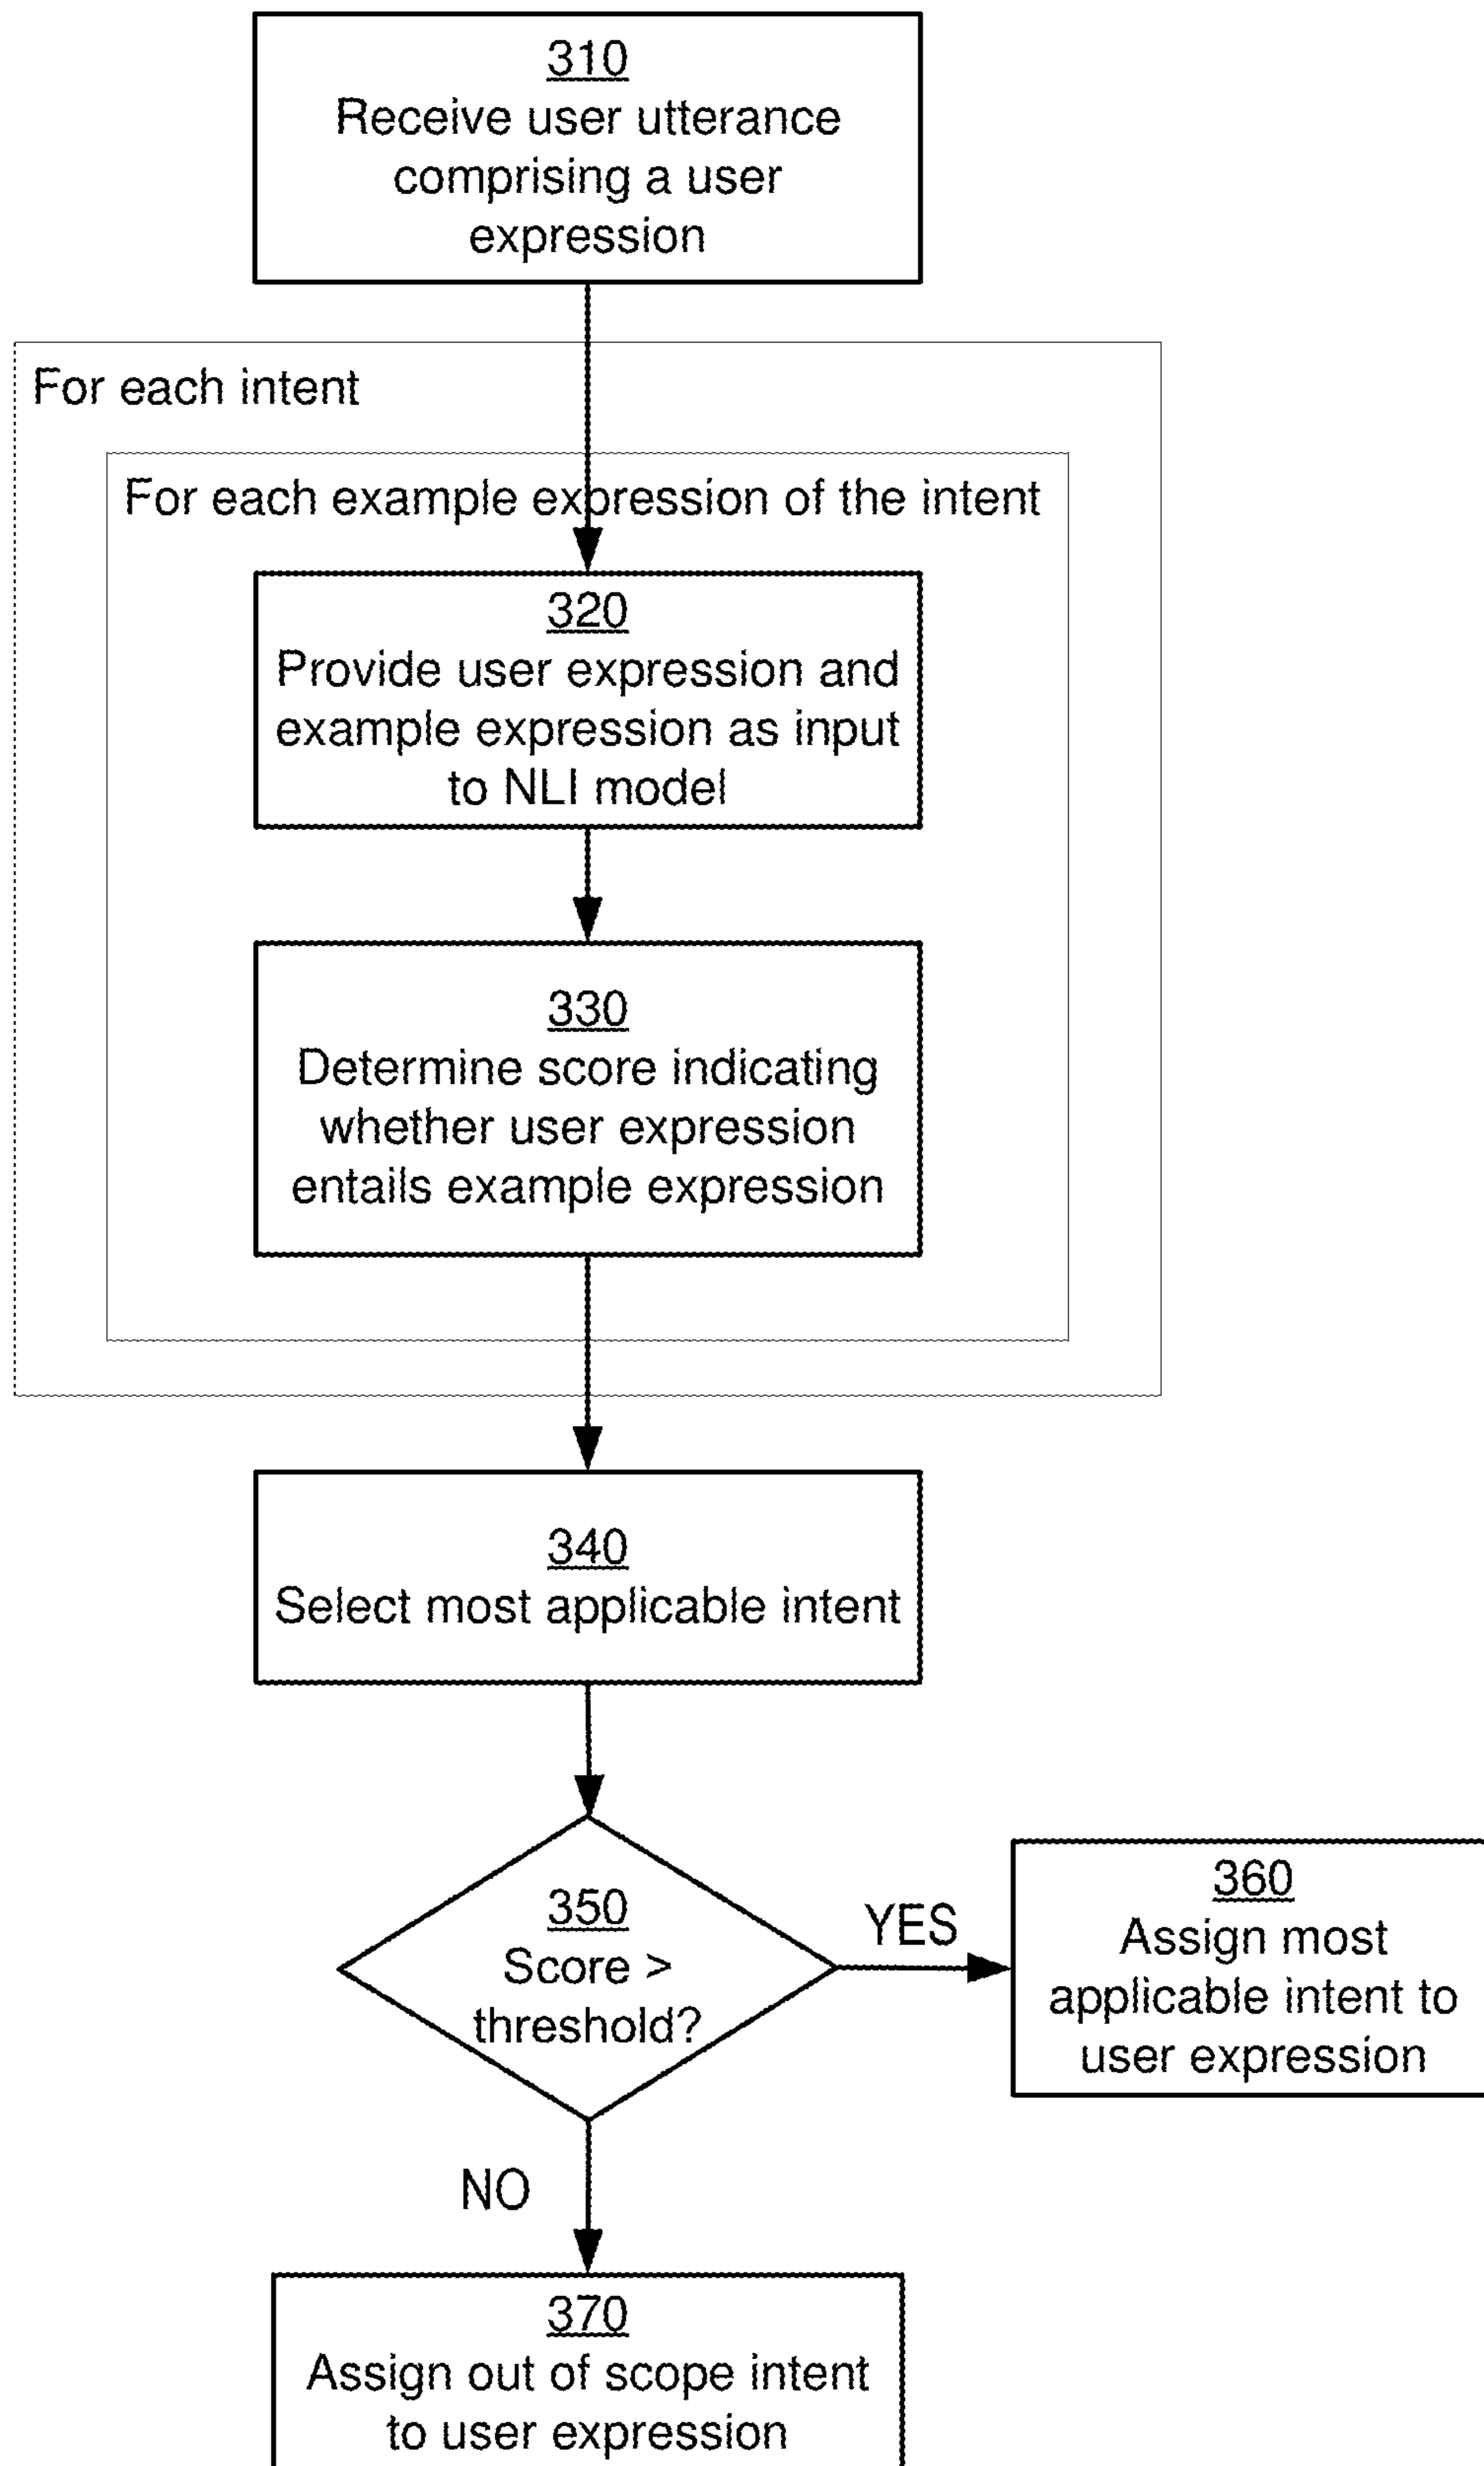 310
Receive user utterance
comprising a user
expression
For each intent
For each example expression of the intent
320
Provide user expression and
example expression as input
to NLI model
330
Determine score indicating
whether user expression
entails example expression
340
Select most applicable intent
350
Score >
threshold?
YES
360
Assign most
applicable intent to
user expression
NO
370
Assign out of scope intent
to user expression